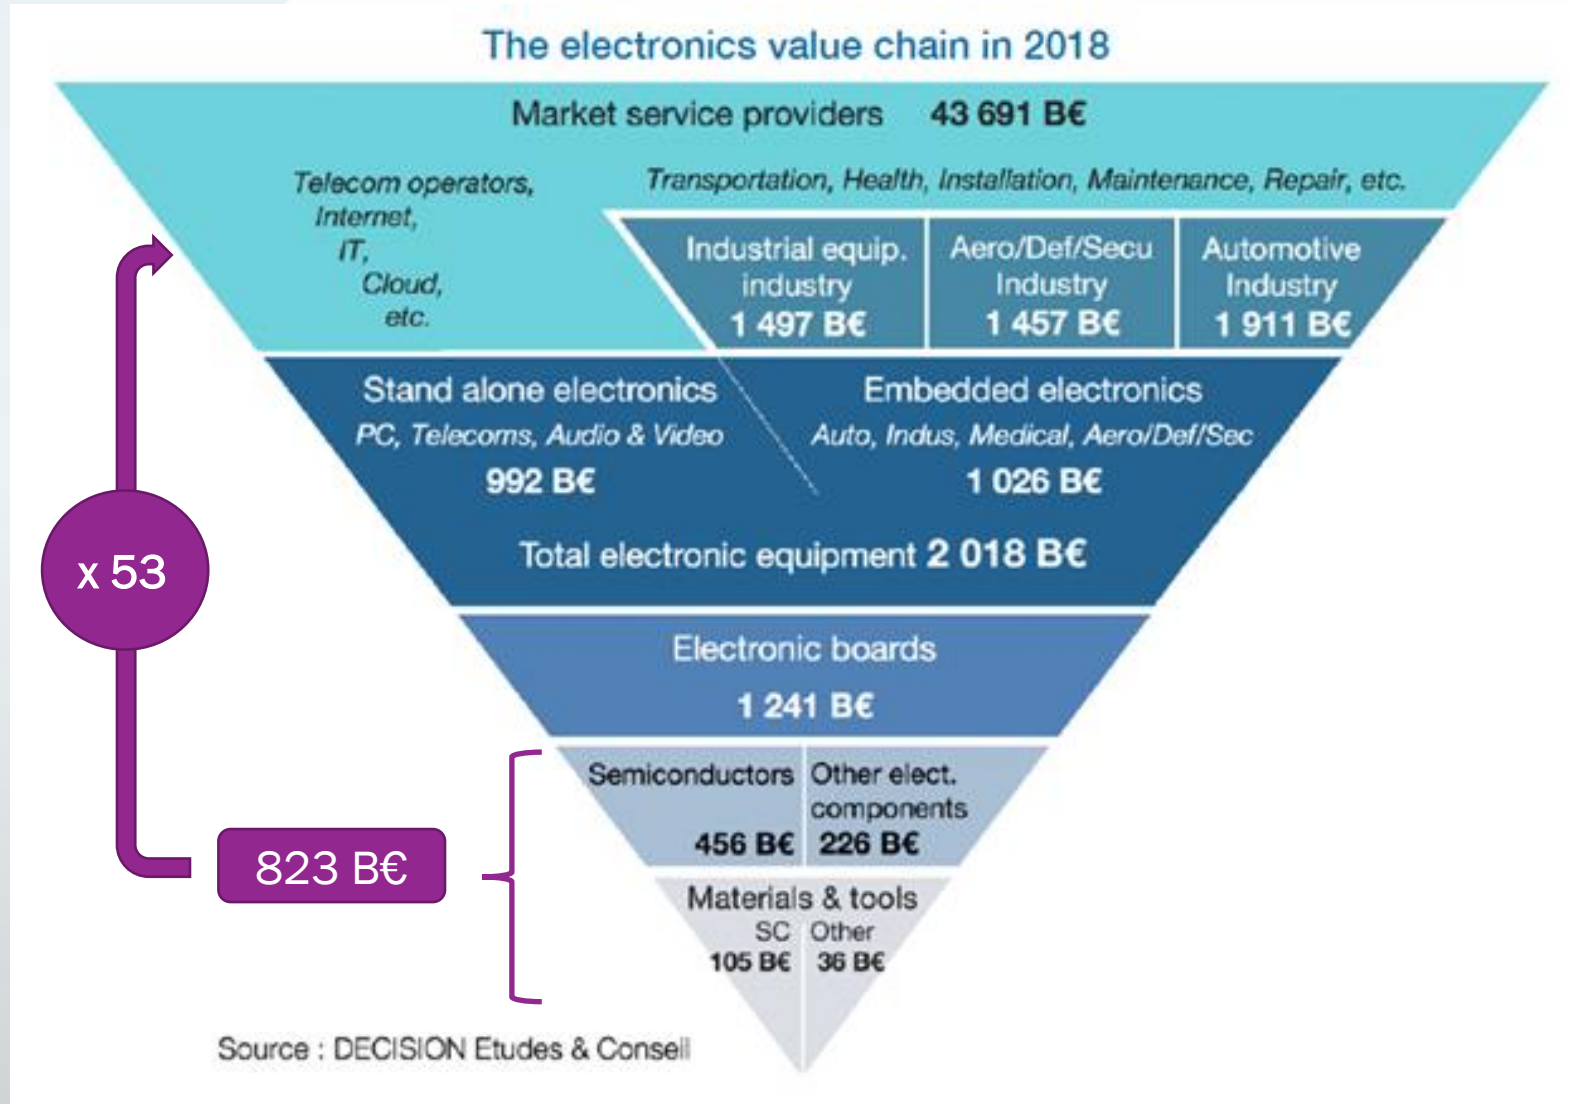 The electronics value chain in 2018
Market service providers 43 691 B€
Telecom operators,
Internet,
IT,
Cloud,
etc.
Transportation, Health, Installation, Maintenance, Repair, etc.
Industrial equip.
industry
1 497 B€
Aero/Def/Secu
Industry
1 457 B€
Automotive
Industry
1 911 B€
Stand alone electronics
PC, Telecoms, Audio & Video
992 B€
Embedded electronics
Auto, Indus, Medical, Aero/Def/Sec
1 026 B€
Total electronic equipment 2 018 B€
x 53
Electronic boards
1 241 B€
Semiconductors
456 B€
Other elect.
components
226 B€
823 B€
Materials & tools
SC
105 B€
Other
36 B€
Source : DECISION Etudes & Conseil